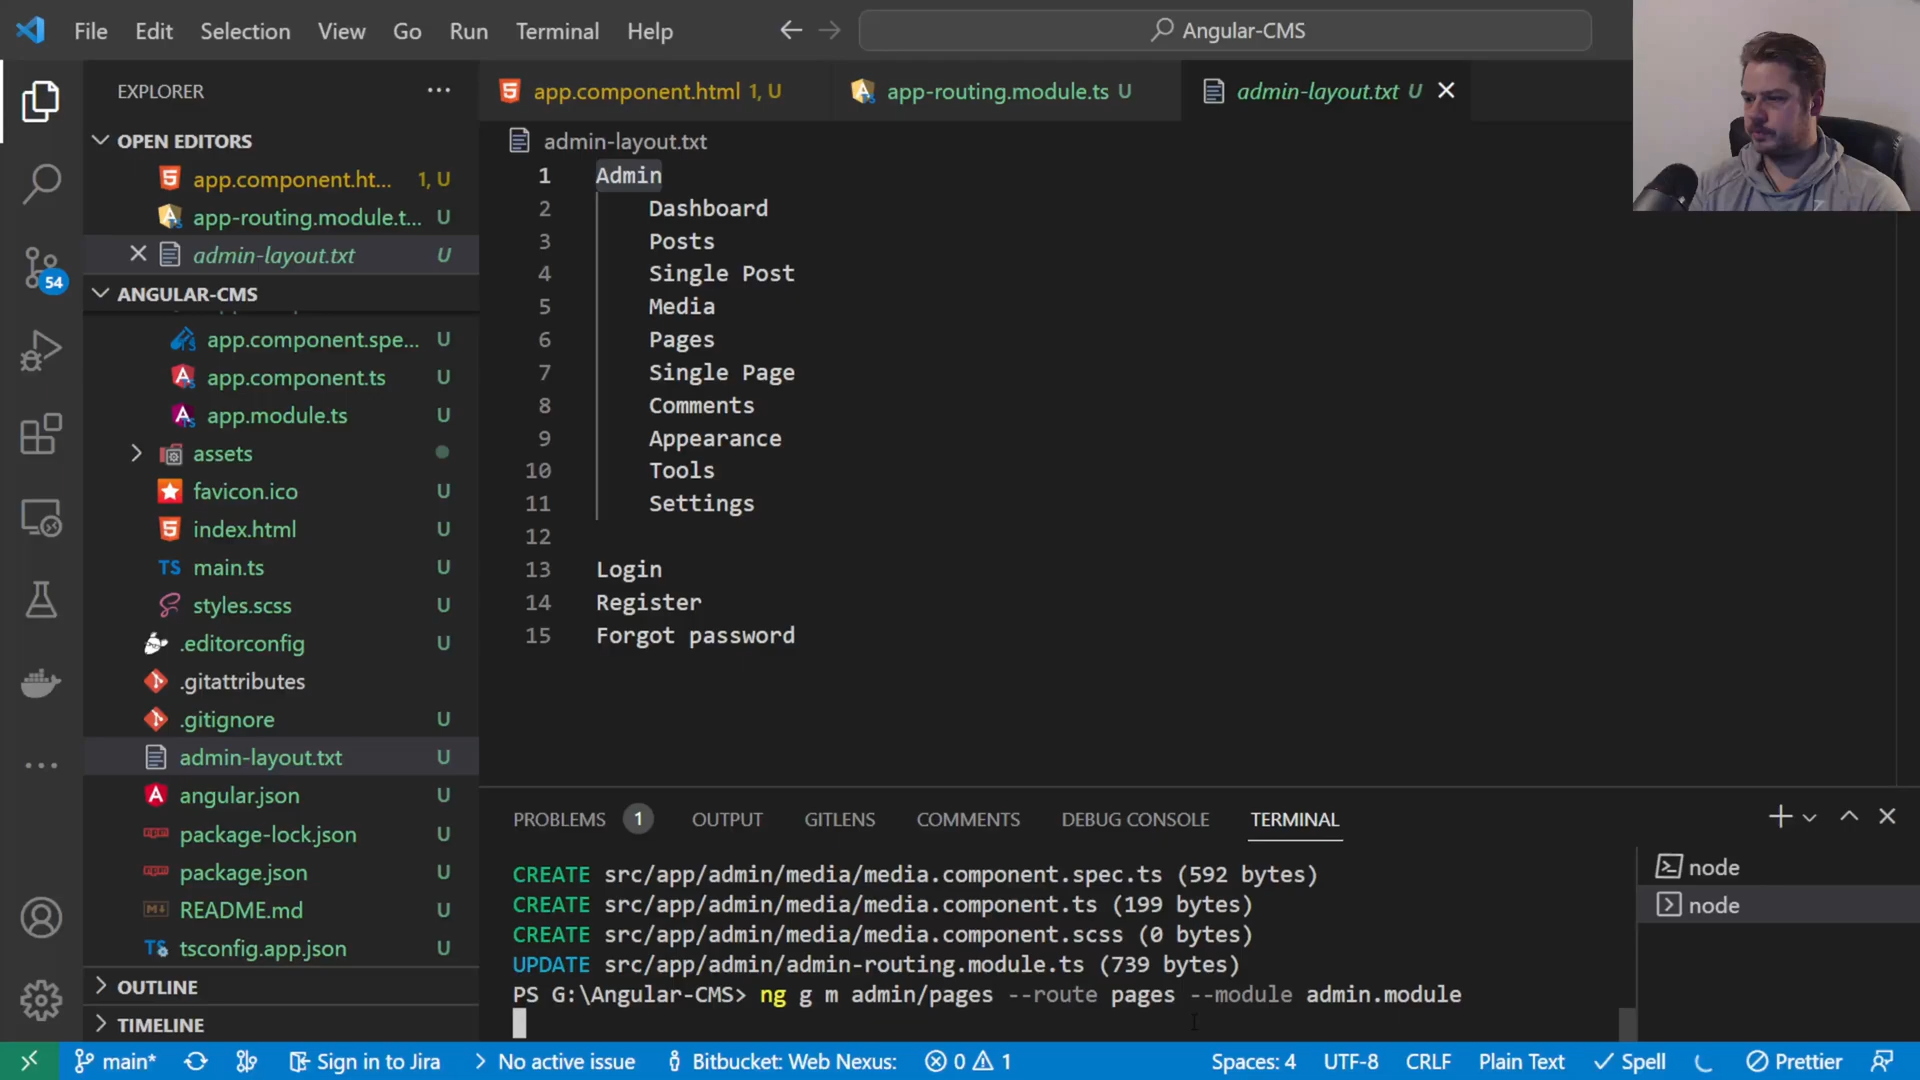 File Edit Selection View Go Run Terminal Help
Angular-CMS
EXPLORER
OPEN EDITORS
app.component.ht... 1, U
app-routing.module.t... U
admin-layout.txt U
ANGULAR-CMS
app.component.spe... U
app.component.ts U
app.module.ts U
assets
favicon.ico U
index.html U
TS main.ts U
styles.scss U
.editorconfig U
.gitattributes
.gitignore U
admin-layout.txt U
angular.json U
package-lock.json U
package.json U
README.md U
tsconfig.app.json U
OUTLINE
TIMELINE
54
app.component.html 1, U
app-routing.module.ts U
admin-layout.txt U
admin-layout.txt
1 Admin
2 Dashboard
3 Posts
4 Single Post
5 Media
6 Pages
7 Single Page
8 Comments
9 Appearance
10 Tools
11 Settings
12
13 Login
14 Register
15 Forgot password
PROBLEMS 1 OUTPUT GITLENS COMMENTS DEBUG CONSOLE TERMINAL
CREATE src/app/admin/media/media.component.spec.ts (592 bytes)
CREATE src/app/admin/media/media.component.ts (199 bytes)
CREATE src/app/admin/media/media.component.scss (0 bytes)
UPDATE src/app/admin/admin-routing.module.ts (739 bytes)
PS G:\Angular-CMS> ng g m admin/pages --route pages --module admin.module
node
node
main* Sign in to Jira No active issue Bitbucket: Web Nexus: 0 1 Spaces: 4 UTF-8 CRLF Plain Text Spell Prettier